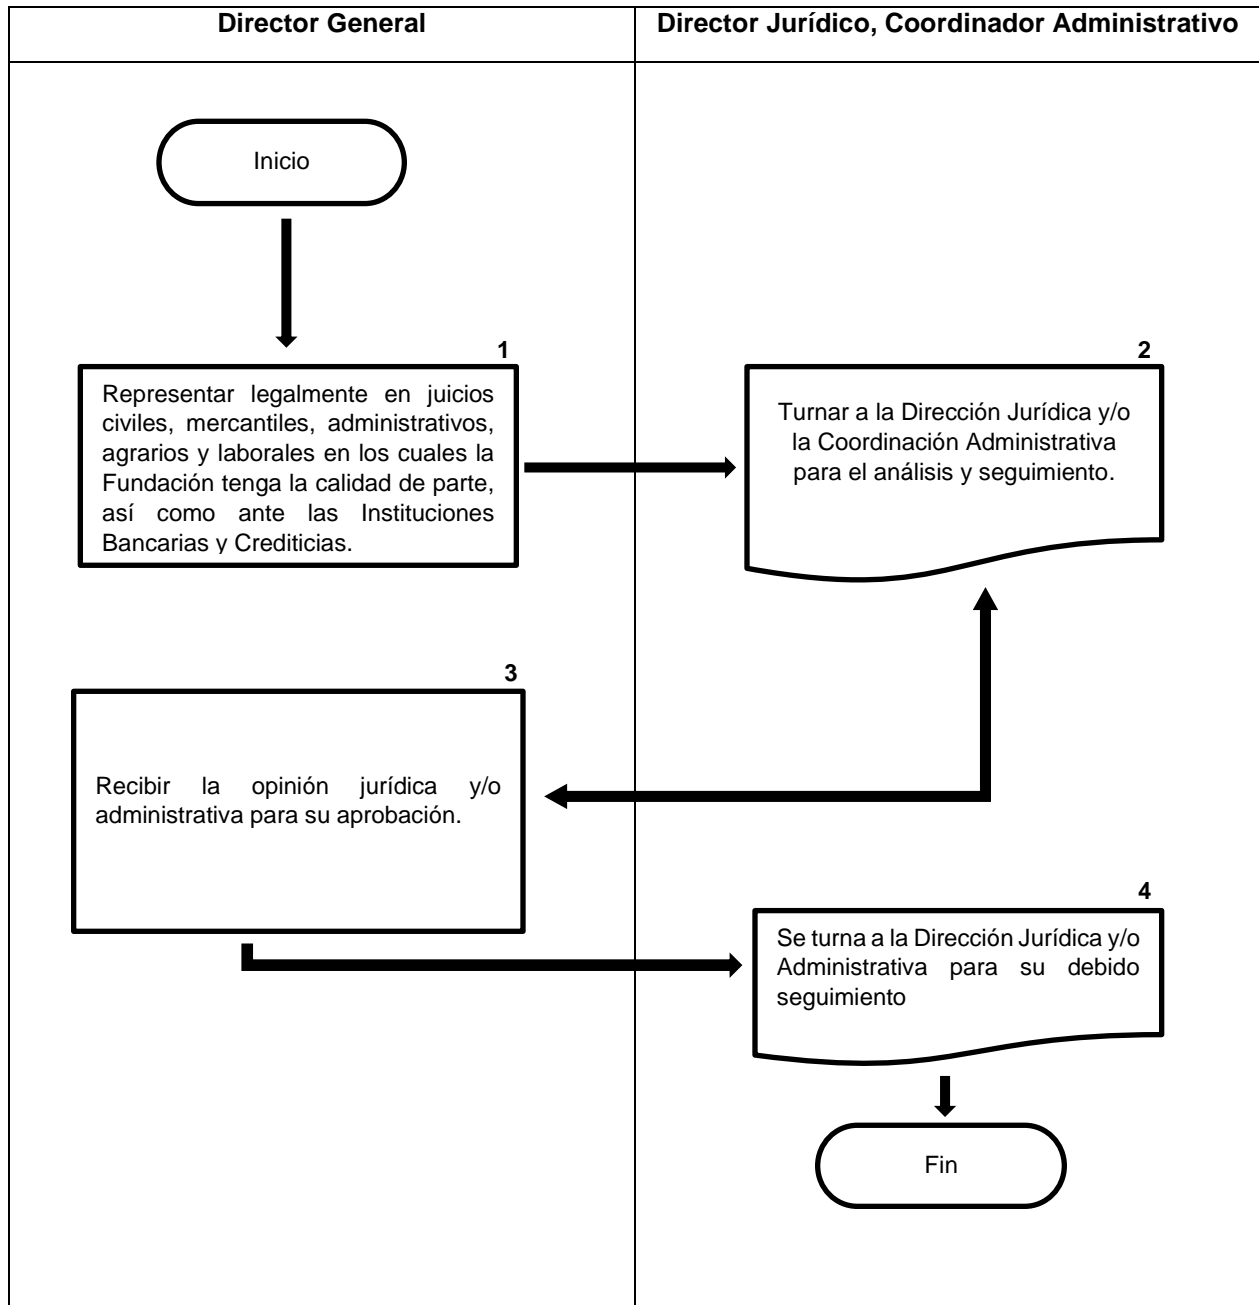 Director General
Director Jurídico, Coordinador Administrativo
Inicio
1
Representar legalmente en juicios
civiles, mercantiles, administrativos,
agrarios y laborales en los cuales la
Fundación tenga la calidad de parte,
así como ante las Instituciones
Bancarias y Crediticias.
2
Turnar a la Dirección Jurídica y/o
la Coordinación Administrativa
para el análisis y seguimiento.
3
Recibir la opinión jurídica y/o
administrativa para su aprobación.
4
Se turna a la Dirección Jurídica y/o
Administrativa para su debido
seguimiento
Fin